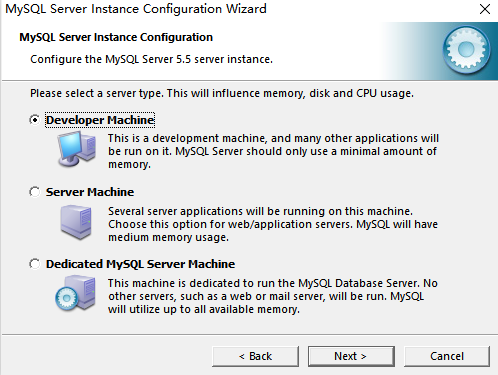 MySQL Server Instance Configuration Wizard
MySQL Server Instance Configuration
Configure the MySQL Server 5.5 server instance.
Please select a server type. This will influence memory, disk and CPU usage.
Developer Machine
This is a development machine, and many other applications will
be run on it. MySQL Server should only use a minimal amount of
memory.
Server Machine
Several server applications will be running on this machine.
Choose this option for web/application servers. MySQL will have
medium memory usage.
Dedicated MySQL Server Machine
This machine is dedicated to run the MySQL Database Server. No
other servers, such as a web or mail server, will be run. MySQL
will utilize up to all available memory.
< Back Next > Cancel